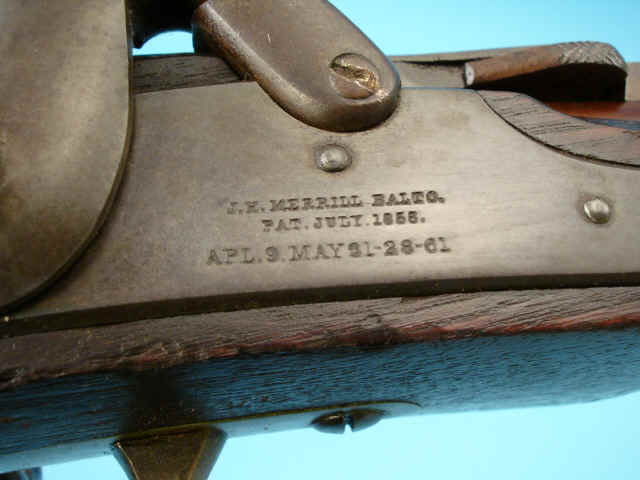 J.H. MERRILL BALTO.
PAT. JULY. 1858.
APL. 9. MAY 21-28-61